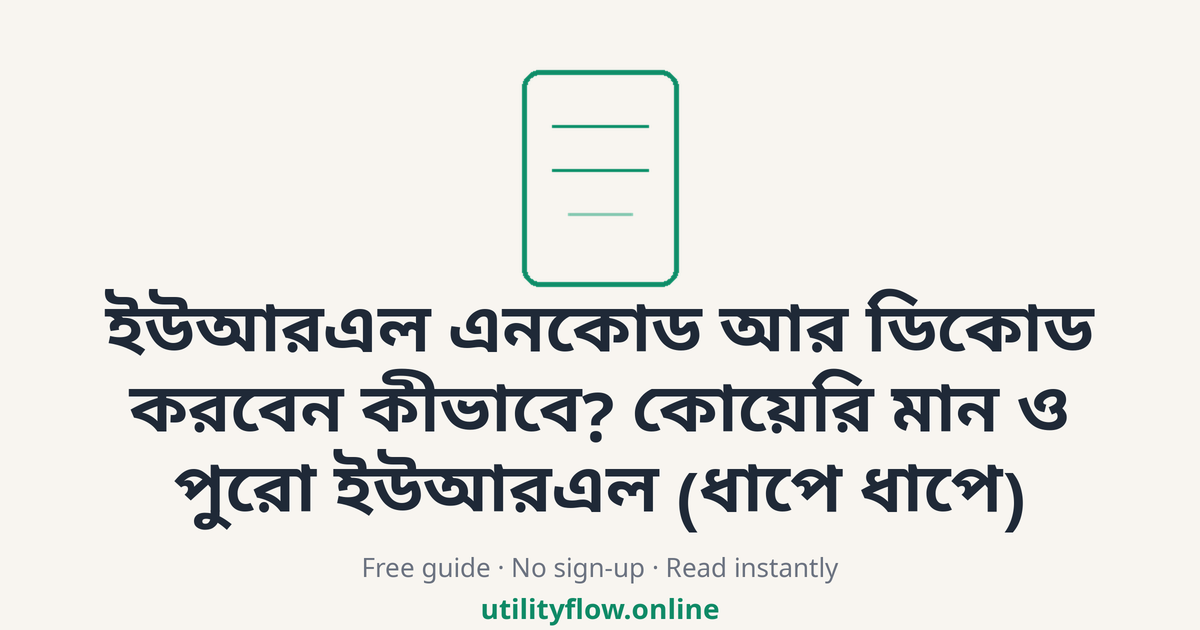 ইউআরএল এনকোড আর ডিকোড
করবেন কীভাবে? কোয়েরি মান ও
পুরো ইউআরএল (ধাপে ধাপে)
Free guide · No sign-up · Read instantly
utilityflow.online